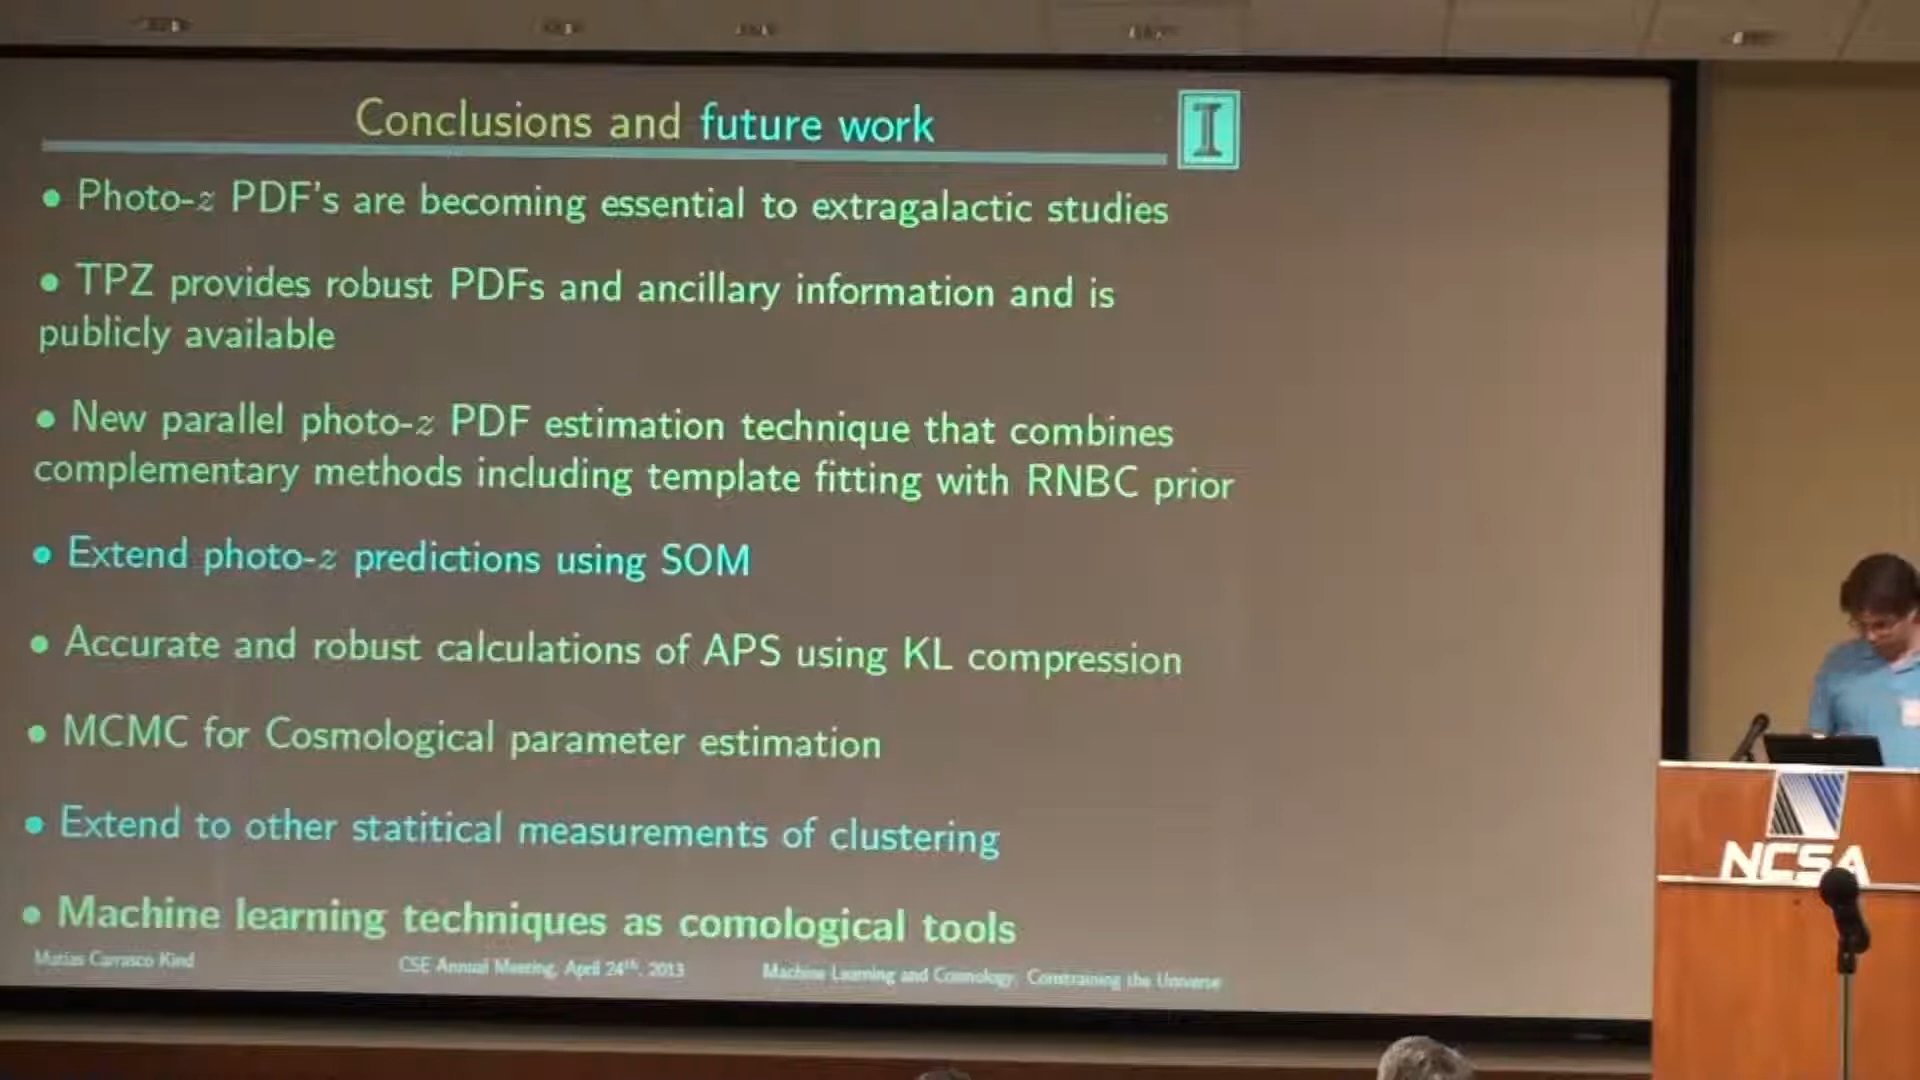 Conclusions and future work
I
• Photo-z PDF's are becoming essential to extragalactic studies
• TPZ provides robust PDFs and ancillary information and is
publicly available
• New parallel photo-z PDF estimation technique that combines
complementary methods including template fitting with RNBC prior
• Extend photo-z predictions using SOM
• Accurate and robust calculations of APS using KL compression
• MCMC for Cosmological parameter estimation
• Extend to other statitical measurements of clustering
• Machine learning techniques as comological tools
Matias Carrasco Kind
CSE Annual Meeting, April 24th, 2013
Machine Learning and Cosmology: Constraining the Universe
NCSA